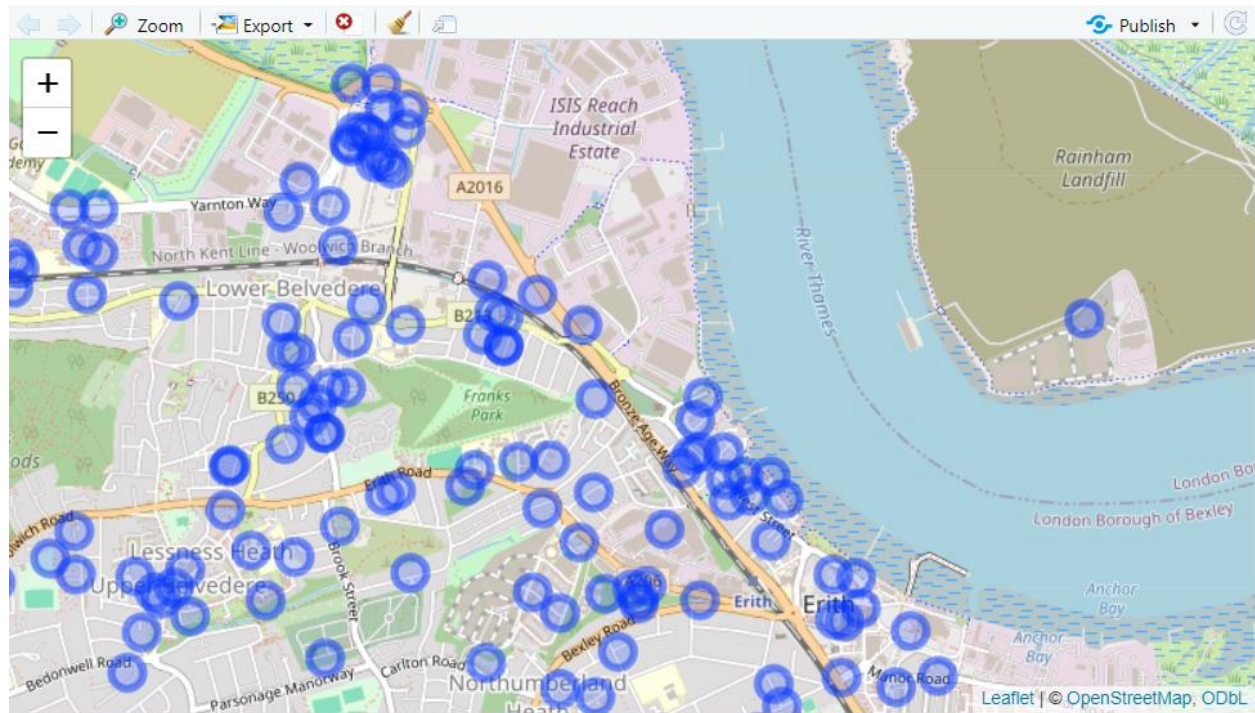 Zoom Export Publish
+
−
ISIS Reach
Industrial
Estate
Rainham
Landfill
A2016
Yarnton Way
North Kent Line - Woolwich Branch
River Thames
Lower Belvedere
B250
Franks
Park
Bronze Age Way
Erith Road
London Borough of Bexley
Lessness Heath
Upper Belvedere
Brook Street
A206
Erith
Erith
Anchor
Bay
Anchor
Bay
Bexley Road
Bedonwell Road
Carlton Road
Manor Road
Parsonage Manorway
Northumberland
Heath
Leaflet | © OpenStreetMap, ODbL